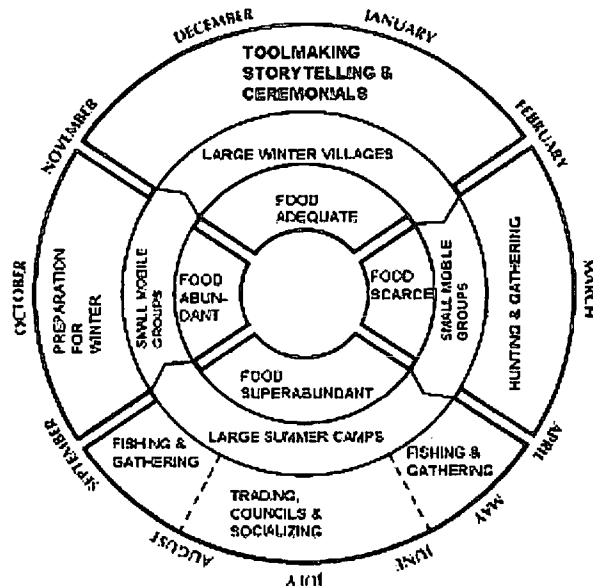 DECEMBER
JANUARY
TOOLMAKING
STORYTELLING &
CEREMONIALS
NOVEMBER
FEBRUARY
LARGE WINTER VILLAGES
FOOD
ADEQUATE
OCTOBER
PREPARATION
FOR
WINTER
SMALL MOBILE
GROUPS
FOOD
ABUN-
DANT
FOOD
SCARCE
SMALL MOBILE
GROUPS
HUNTING & GATHERING
MARCH
FOOD
SUPERABUNDANT
LARGE SUMMER CAMPS
SEPTEMBER
FISHING &
GATHERING
FISHING &
GATHERING
APRIL
TRADING,
COUNCILS &
SOCIALIZING
MAY
AUGUST
JUNE
JULY